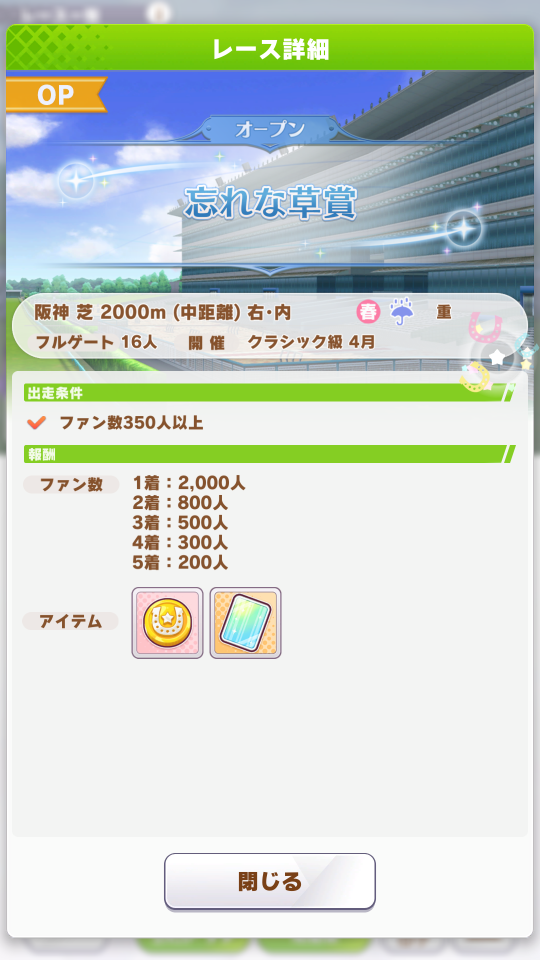 レース詳細
OP
オープン
忘れな草賞
阪神 芝 2000m (中距離) 右・内 春 重
フルゲート 16人 開催 クラシック級 4月
出走条件
ファン数350人以上
報酬
ファン数
1着：2,000人
2着：800人
3着：500人
4着：300人
5着：200人
アイテム
閉じる